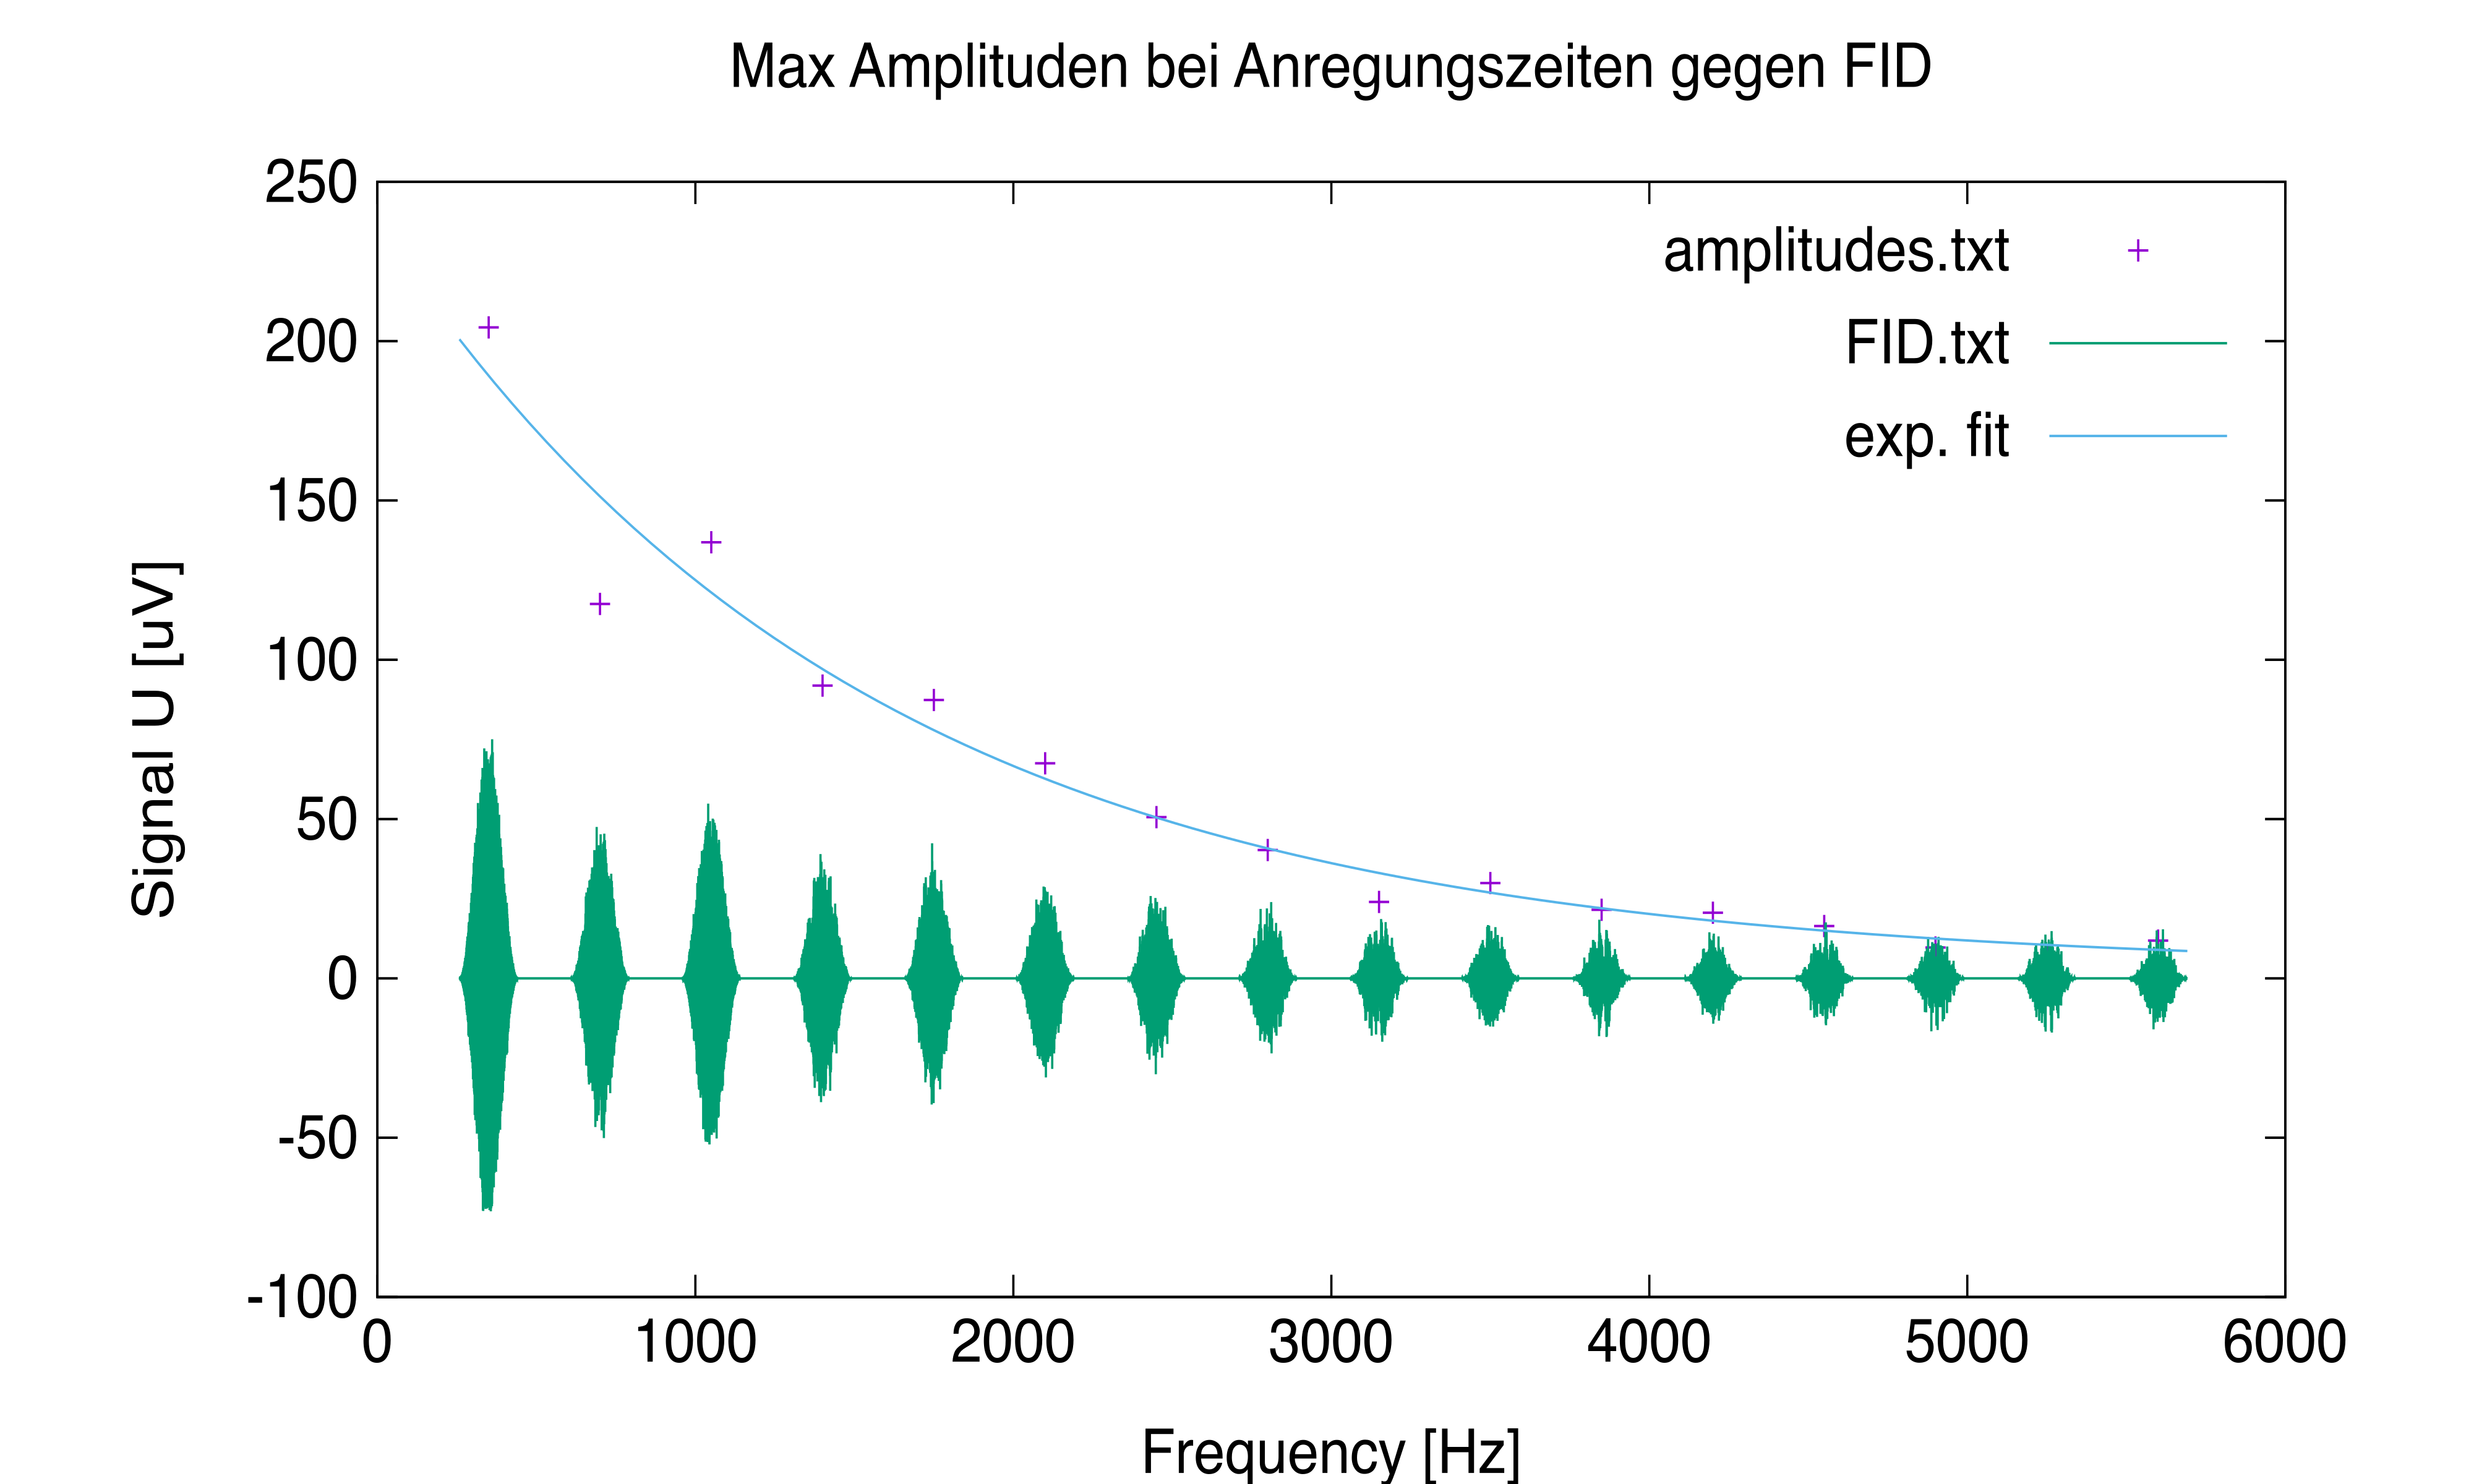 Max Amplituden bei Anregungszeiten gegen FID
250
200
150
100
50
0
-50
-100
Signal U [uV]
amplitudes.txt
FID.txt
exp. fit
0 1000 2000 3000 4000 5000 6000
Frequency [Hz]